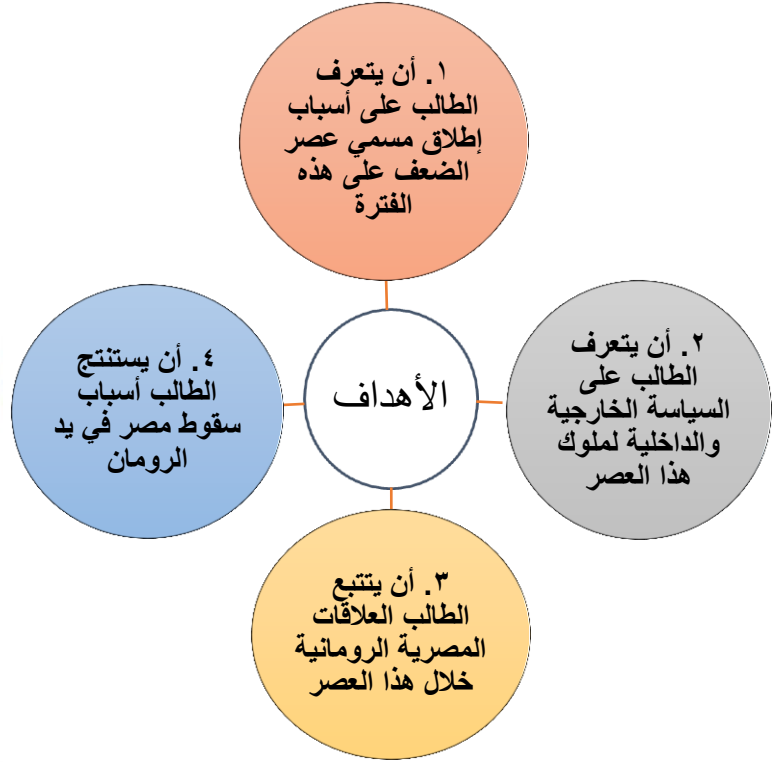 ١. أن يتعرف
الطالب على أسباب
إطلاق مسمي عصر
الضعف على هذه
الفترة
الأهداف
٢. أن يتعرف
الطالب على
السياسة الخارجية
والداخلية لملوك
هذا العصر
٣. أن يتتبع
الطالب العلاقات
المصرية الرومانية
خلال هذا العصر
٤. أن يستنتج
الطالب أسباب
سقوط مصر في يد
الرومان